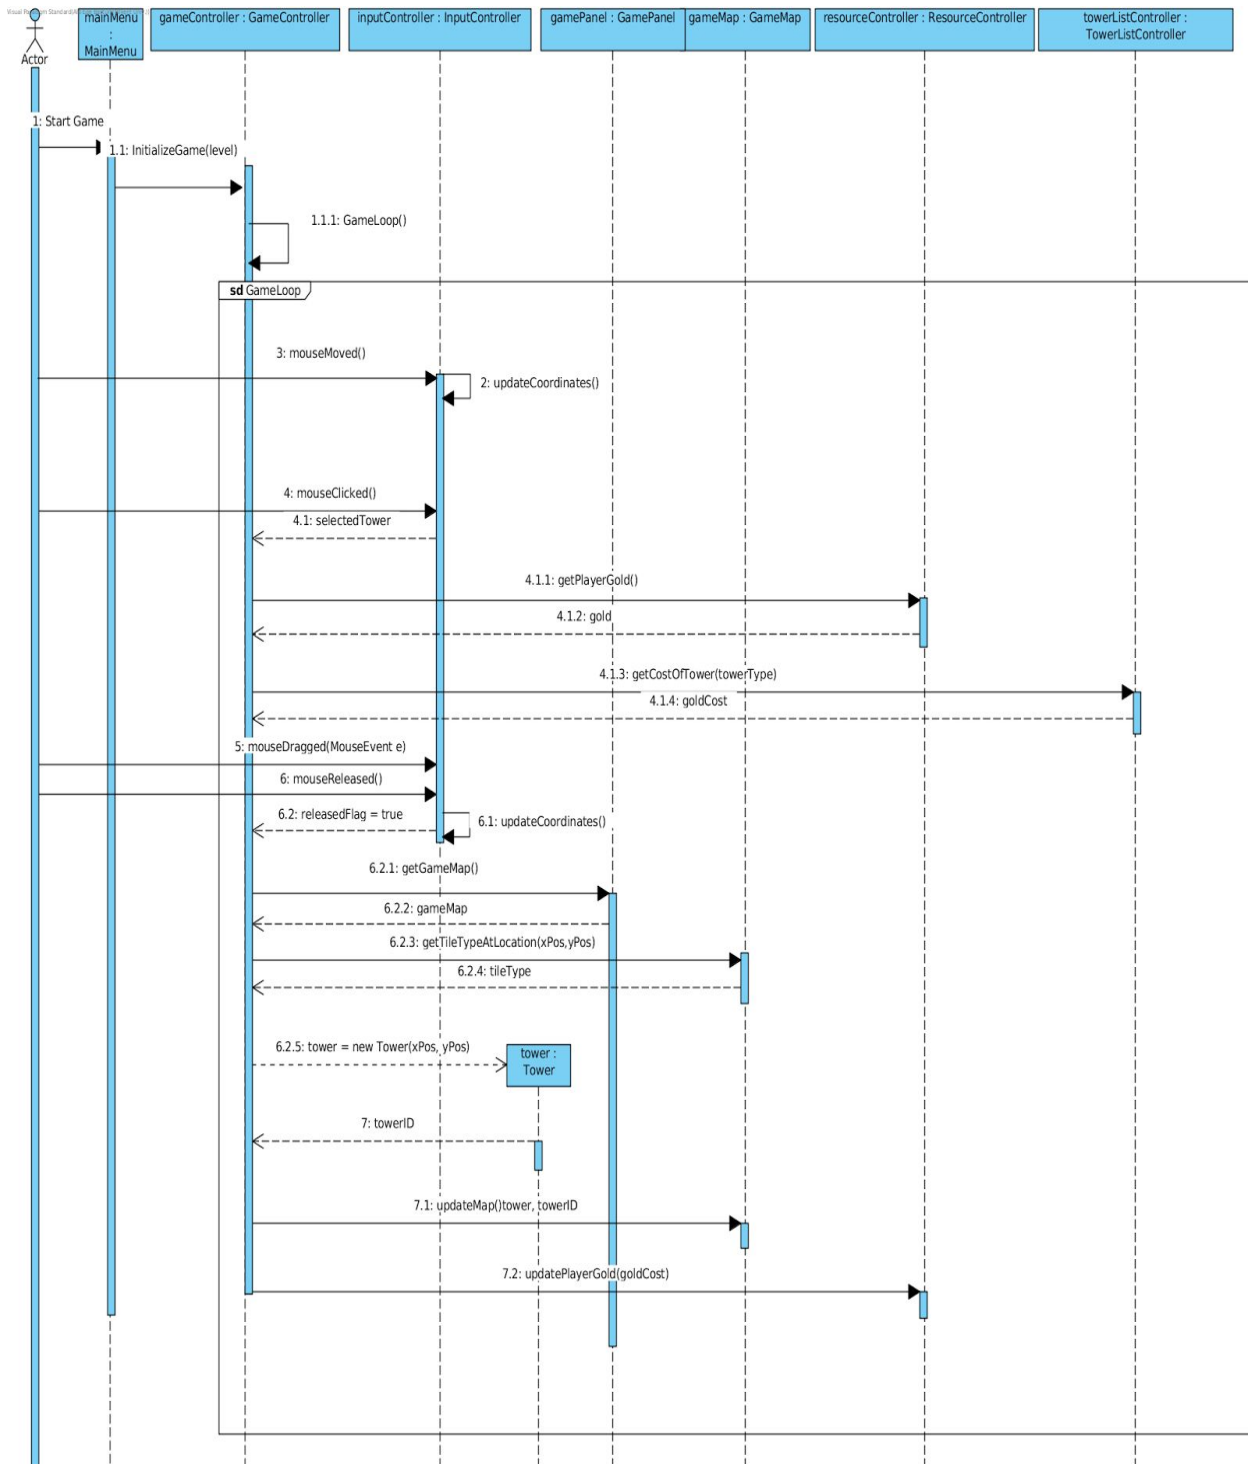 mainMenu
:
MainMenu
gameController : GameController
inputController : InputController
gamePanel : GamePanel
gameMap : GameMap
resourceController : ResourceController
towerListController :
TowerListController
Actor
1: Start Game
1.1: InitializeGame(level)
1.1.1: GameLoop()
sd GameLoop
3: mouseMoved()
2: updateCoordinates()
4: mouseClicked()
4.1: selectedTower
4.1.1: getPlayerGold()
4.1.2: gold
4.1.3: getCostOfTower(towerType)
4.1.4: goldCost
5: mouseDragged(MouseEvent e)
6: mouseReleased()
6.2: releasedFlag = true
6.1: updateCoordinates()
6.2.1: getGameMap()
6.2.2: gameMap
6.2.3: getTileTypeAtLocation(xPos,yPos)
6.2.4: tileType
6.2.5: tower = new Tower(xPos, yPos)
tower :
Tower
7: towerID
7.1: updateMap()tower, towerID
7.2: updatePlayerGold(goldCost)